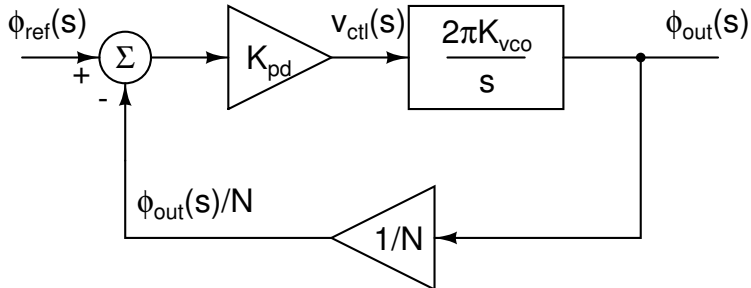 ϕref(s)
+
-
Σ
Kpd
vctl(s)
2πKvco
s
ϕout(s)
ϕout(s)/N
1/N